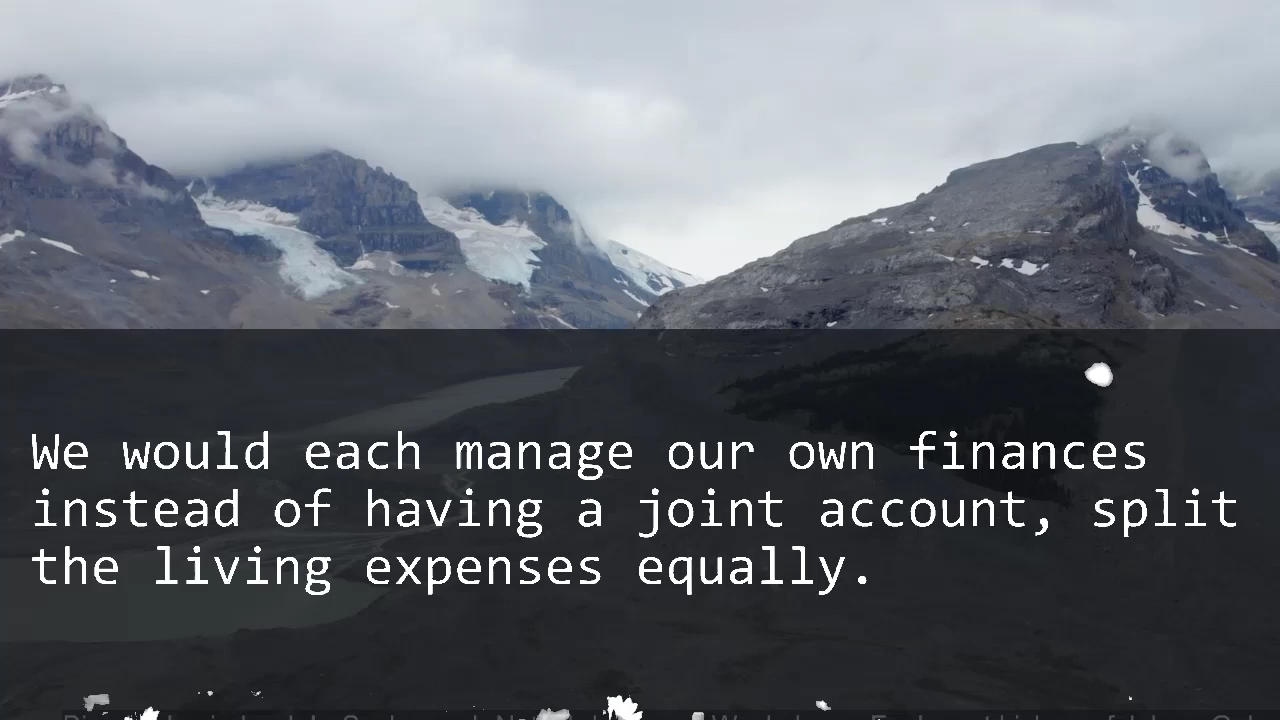 We would each manage our own finances
instead of having a joint account, split
the living expenses equally.